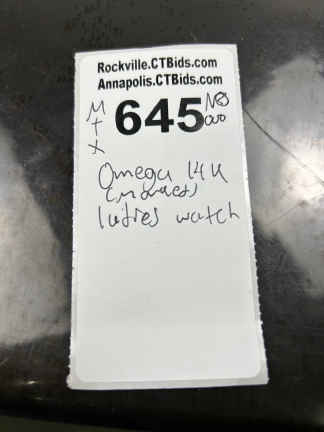 Rockville.CTBids.com
Annapolis.CTBids.com
M
T
X
645
Omega 14K
ladies watch